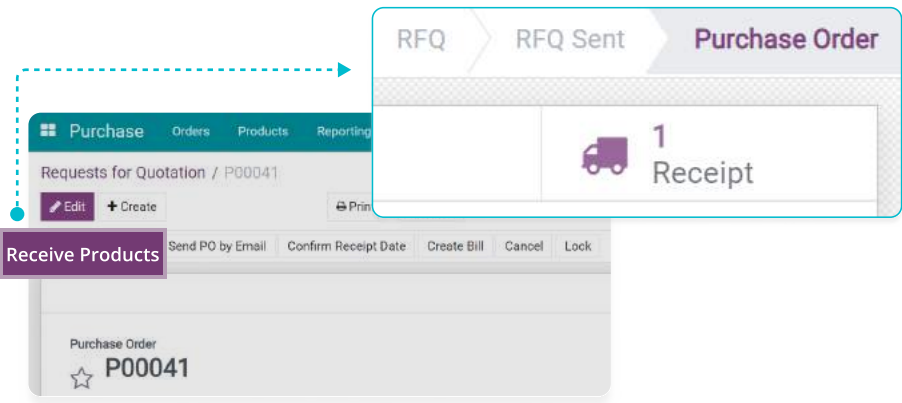 RFQ RFQ Sent Purchase Order
1
Receipt
Purchase Orders Products Reporting
Requests for Quotation / P00041
Edit + Create Prin
Receive Products Send PO by Email Confirm Receipt Date Create Bill Cancel Lock
Purchase Order
P00041